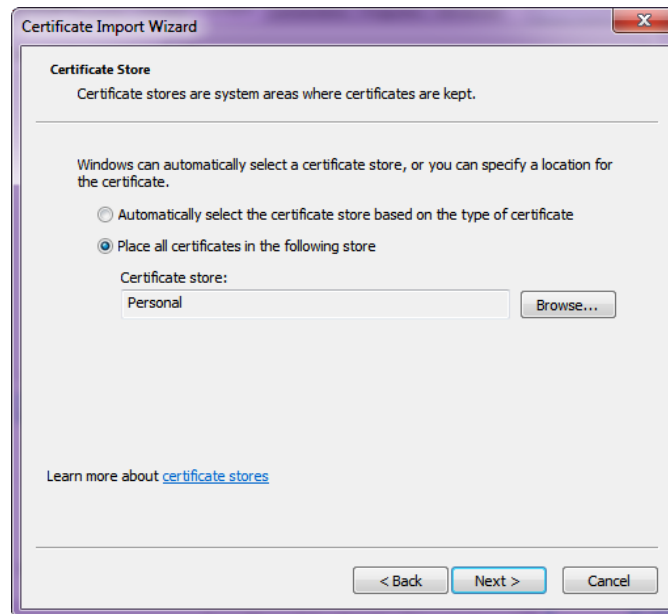 Certificate Import Wizard
Certificate Store
Certificate stores are system areas where certificates are kept.
Windows can automatically select a certificate store, or you can specify a location for
the certificate.
Automatically select the certificate store based on the type of certificate
Place all certificates in the following store
Certificate store:
Personal
Browse...
Learn more about certificate stores
< Back
Next >
Cancel